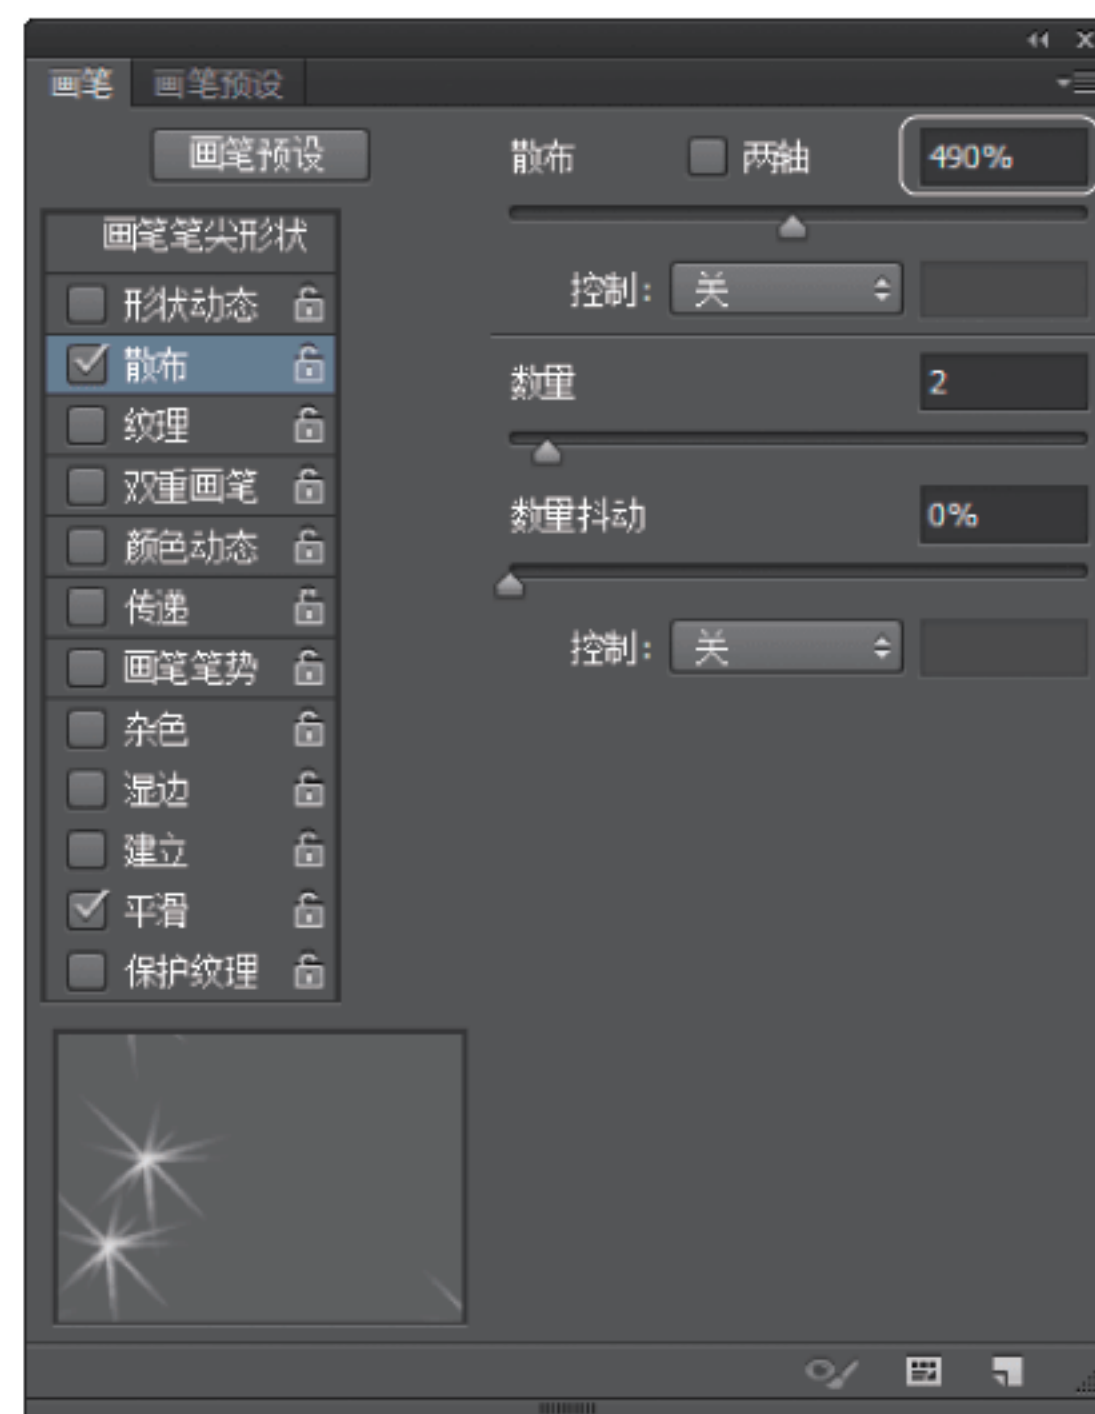 画笔 画笔预设
画笔预设
散布 两轴 490%
画笔笔尖形状
控制: 关
形状动态
散布
数量 2
纹理
双重画笔
数量抖动 0%
颜色动态
传递
控制: 关
画笔笔势
杂色
湿边
建立
平滑
保护纹理